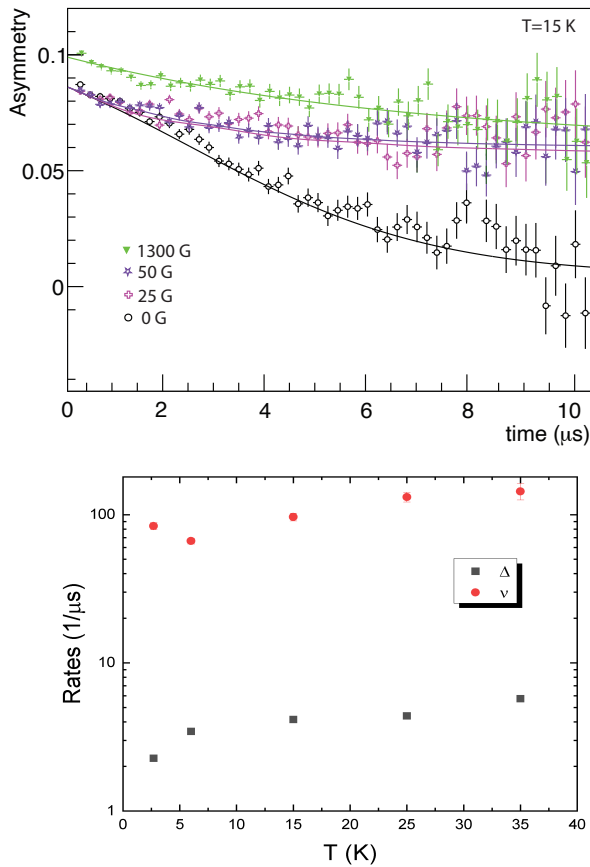 T=15 K
Asymmetry
0.1
0.05
0
1300 G
50 G
25 G
0 G
0 2 4 6 8 10
time (μs)
Rates (1/μs)
100
10
1
Δ
ν
0 5 10 15 20 25 30 35 40
T (K)